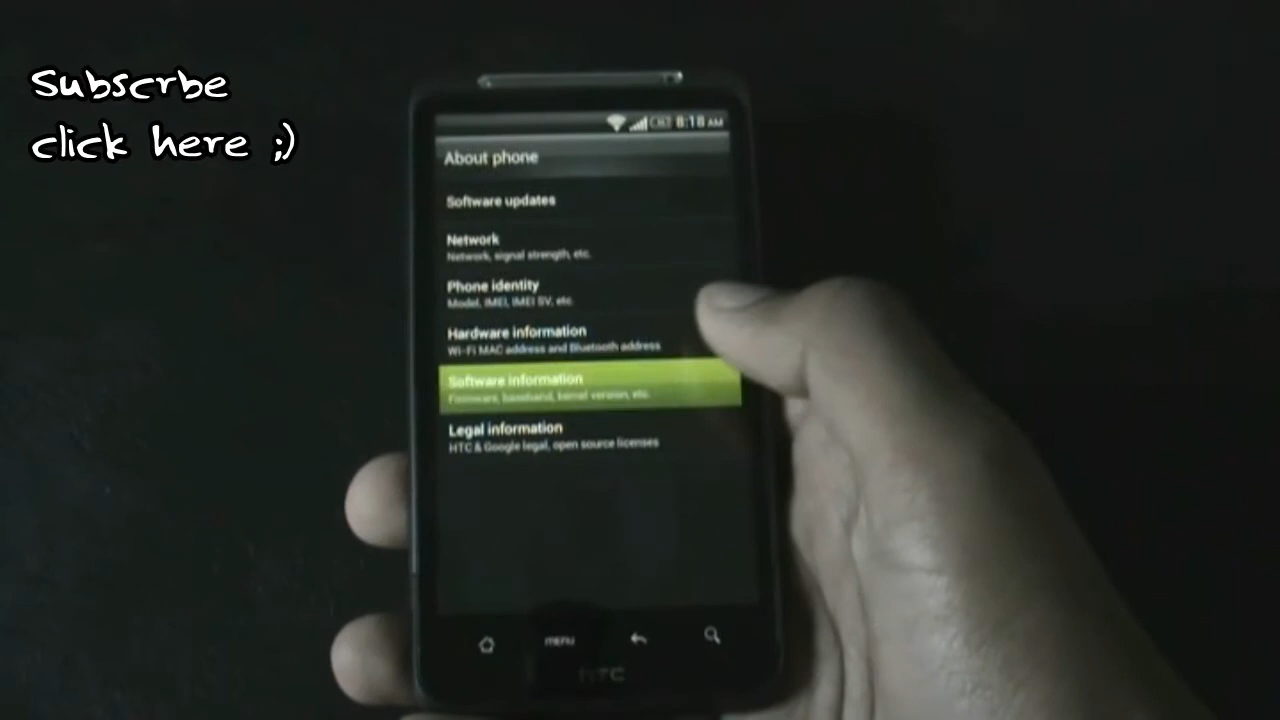 Subscrbe
click here ;)
8:18 AM
About phone
Software updates
Network
Network, signal strength, etc.
Phone identity
Model, IMEI, IMEI SV, etc.
Hardware information
Wi-Fi MAC address and Bluetooth address
Software information
Firmware, baseband, kernel version, etc.
Legal information
HTC & Google legal, open source licenses
MENU
HTC